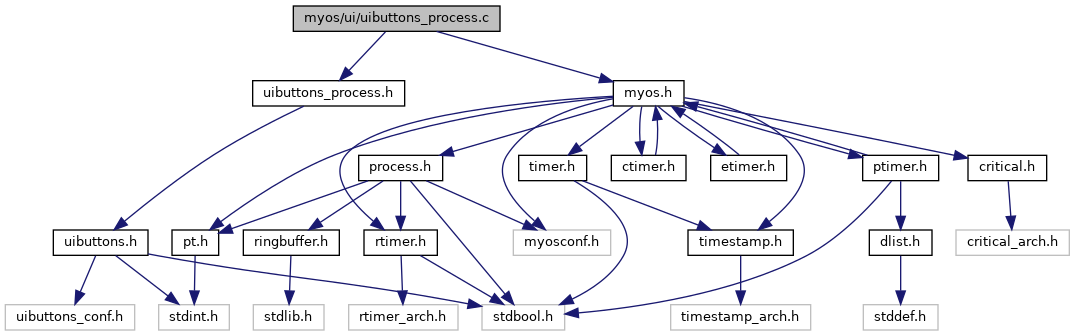 myos/ui/uibuttons_process.c
uibuttons_process.h
myos.h
process.h
timer.h
ctimer.h
etimer.h
ptimer.h
critical.h
uibuttons.h
pt.h
ringbuffer.h
rtimer.h
myosconf.h
timestamp.h
dlist.h
critical_arch.h
uibuttons_conf.h
stdint.h
stdlib.h
rtimer_arch.h
stdbool.h
timestamp_arch.h
stddef.h